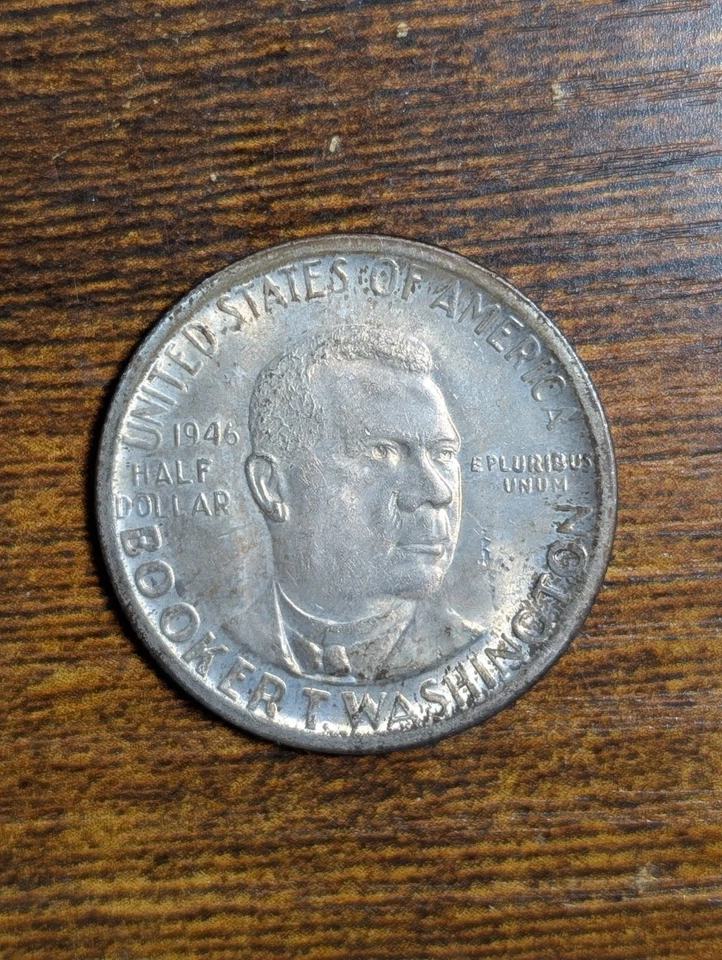 UNITED STATES OF AMERICA
1946
HALF
DOLLAR
E PLURIBUS
UNUM
BOOKER T. WASHINGTON